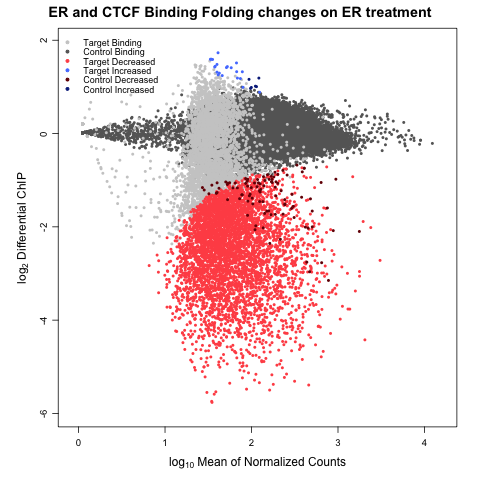 ER and CTCF Binding Folding changes on ER treatment
Target Binding
Control Binding
Target Decreased
Target Increased
Control Decreased
Control Increased
2
0
-2
-4
-6
log2 Differential ChIP
0 1 2 3 4
log10 Mean of Normalized Counts